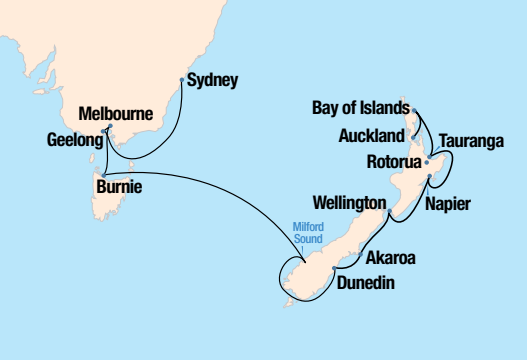 Sydney
Melbourne
Geelong
Burnie
Bay of Islands
Auckland
Tauranga
Rotorua
Napier
Wellington
Milford
Sound
Akaroa
Dunedin